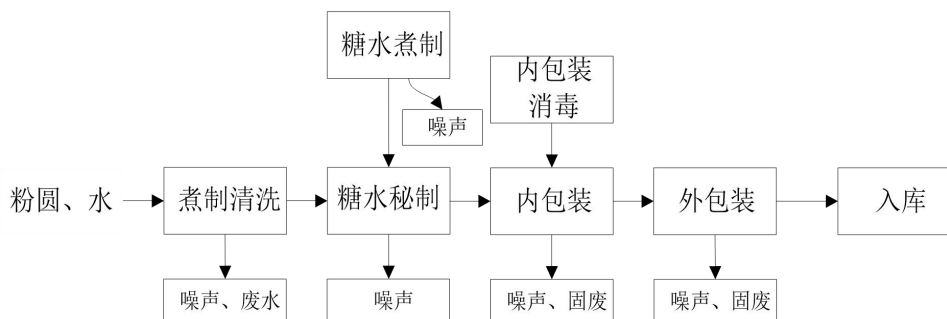 糖水煮制
内包装
消毒
噪声
粉圆、水
煮制清洗
糖水秘制
内包装
外包装
入库
噪声、废水
噪声
噪声、固废
噪声、固废